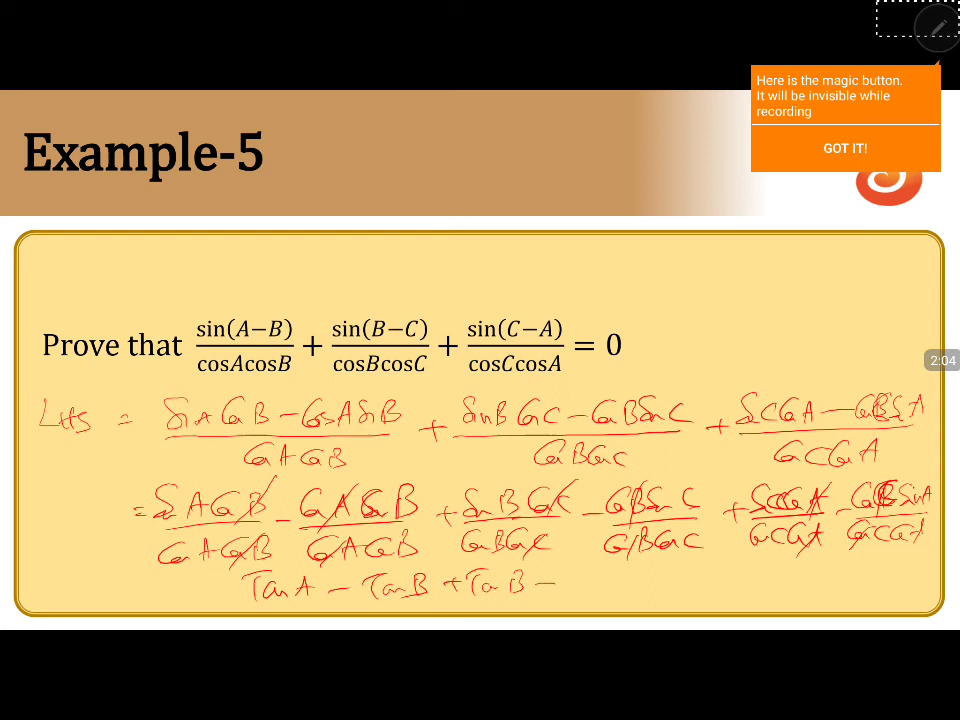 Here is the magic button.
It will be invisible while
recording
GOT IT!
Example-5
Prove that sin(A−B)/cosAcosB + sin(B−C)/cosBcosC + sin(C−A)/cosCcosA = 0
2:04
LHS = (SinA CosB − CosA SinB)/(CosA CosB) + (SinB CosC − CosB SinC)/(CosB CosC) + (SinC CosA − CosC SinA)/(CosC CosA)
= SinA CosB/CosA CosB − CosA SinB/CosA CosB + SinB CosC/CosB CosC − CosB SinC/CosB CosC + SinC CosA/CosC CosA − CosC SinA/CosC CosA
TanA − TanB + TanB −